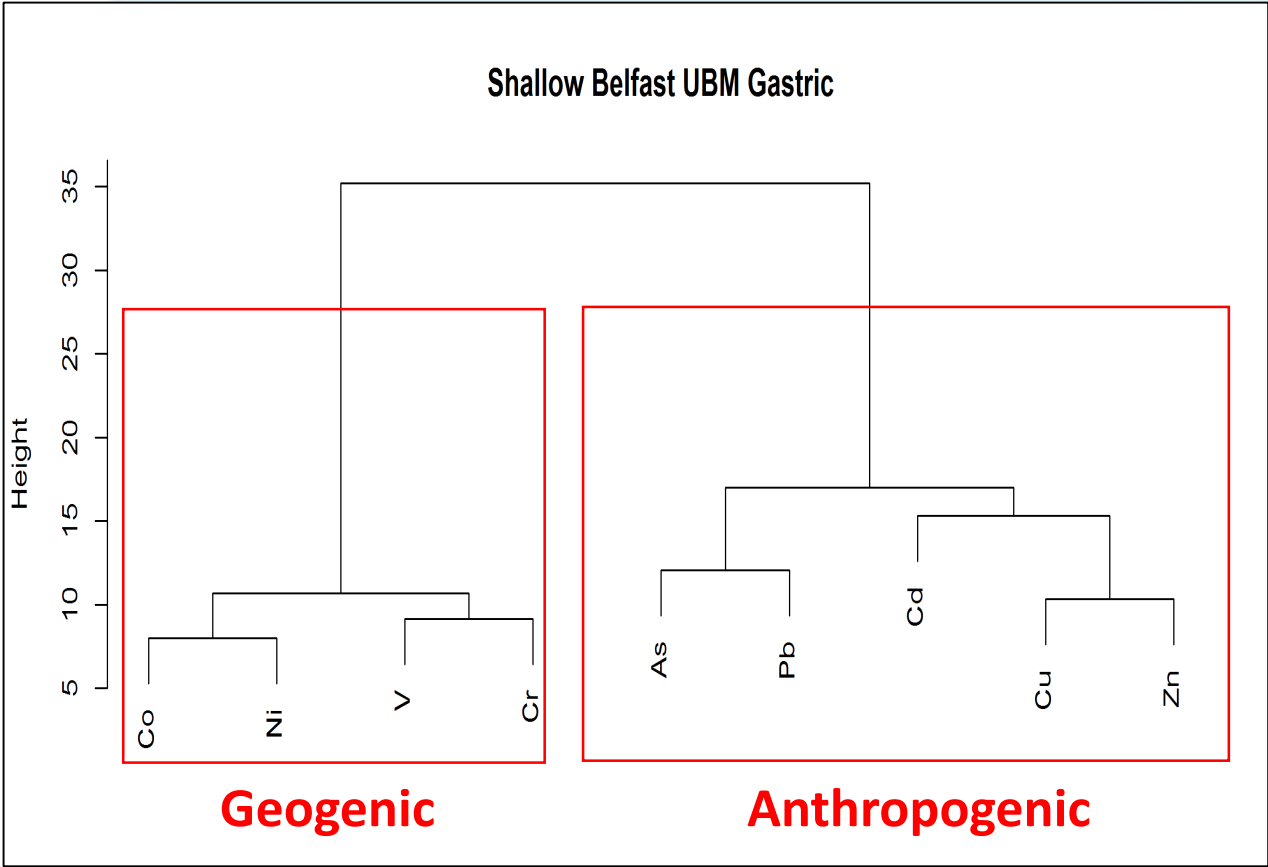 Shallow Belfast UBM Gastric
Height
35
30
25
20
15
10
5
Co
Ni
V
Cr
As
Pb
Cd
Cu
Zn
Geogenic
Anthropogenic